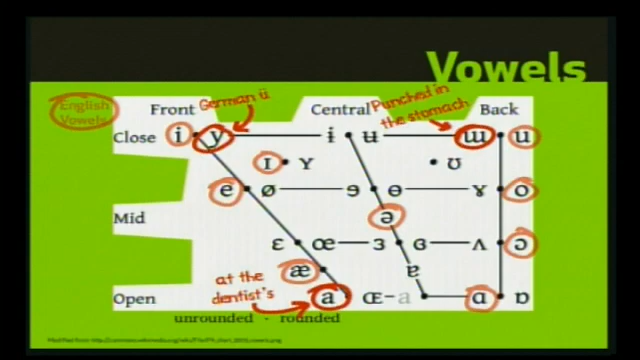 Vowels
English
Vowels
Front German ü Central Punched in the stomach Back
Close i y ɨ ʉ ɯ u
ɪ ʏ ʊ
e ø ɘ ɵ ɤ o
Mid ə
ɛ œ ɜ ɞ ʌ ɔ
æ ɐ
at the
dentist's
Open a ɶ a ɑ ɒ
unrounded - rounded